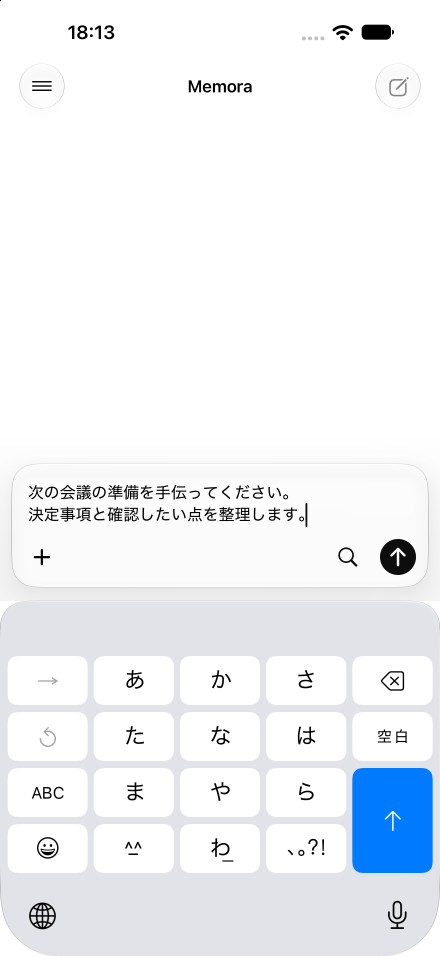 18:13
Memora
次の会議の準備を手伝ってください。
決定事項と確認したい点を整理します。
→ あ か さ
た な は 空白
ABC ま や ら ↑
^^ わ_ 、。?!